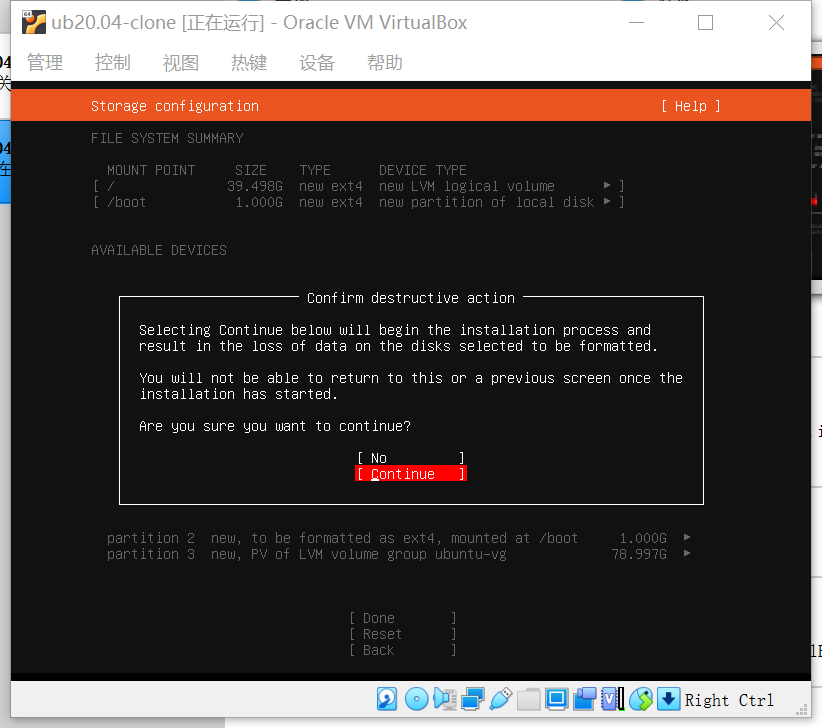 ub20.04-clone [正在运行] - Oracle VM VirtualBox
管理 控制 视图 热键 设备 帮助
Storage configuration [ Help ]
FILE SYSTEM SUMMARY
MOUNT POINT SIZE TYPE DEVICE TYPE
[ / 39.498G new ext4 new LVM logical volume ▸ ]
[ /boot 1.000G new ext4 new partition of local disk ▸ ]
AVAILABLE DEVICES
Confirm destructive action
Selecting Continue below will begin the installation process and
result in the loss of data on the disks selected to be formatted.
You will not be able to return to this or a previous screen once the
installation has started.
Are you sure you want to continue?
[ No ]
[ Continue ]
partition 2 new, to be formatted as ext4, mounted at /boot 1.000G ▸
partition 3 new, PV of LVM volume group ubuntu-vg 78.997G ▸
[ Done ]
[ Reset ]
[ Back ]
Right Ctrl